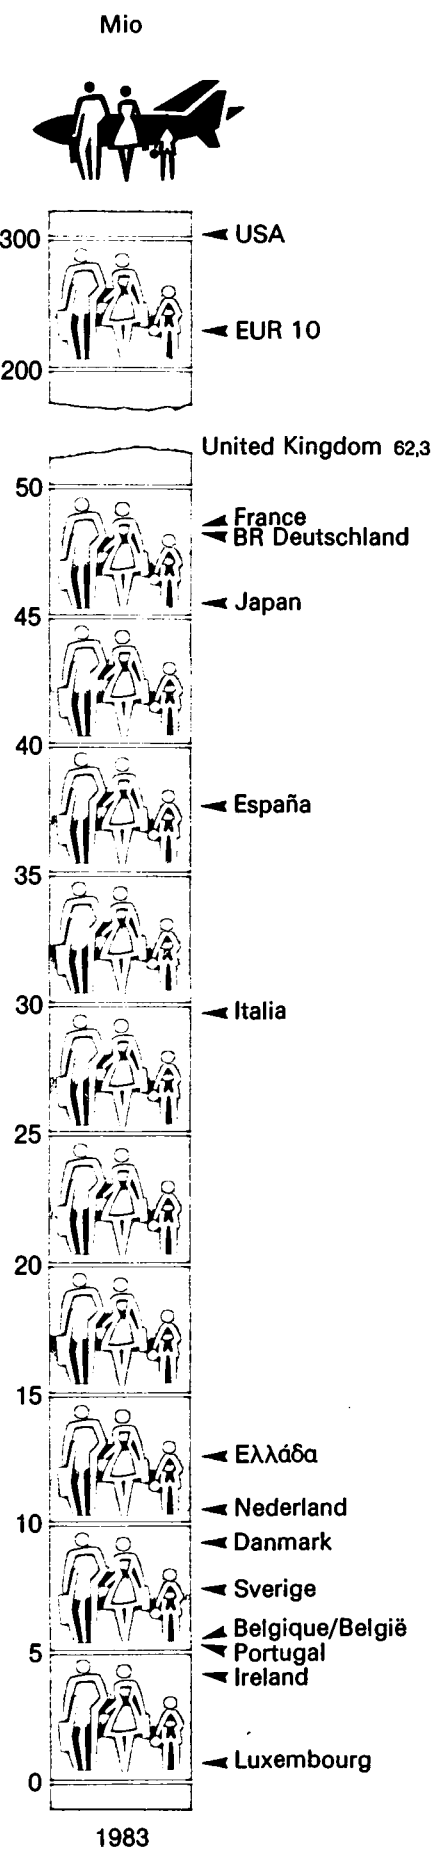 Mio
300
USA
EUR 10
200
United Kingdom 62,3
50
France
BR Deutschland
Japan
45
40
España
35
30
Italia
25
20
15
Ελλάδα
Nederland
10
Danmark
Sverige
Belgique/België
5
Portugal
Ireland
Luxembourg
0
1983